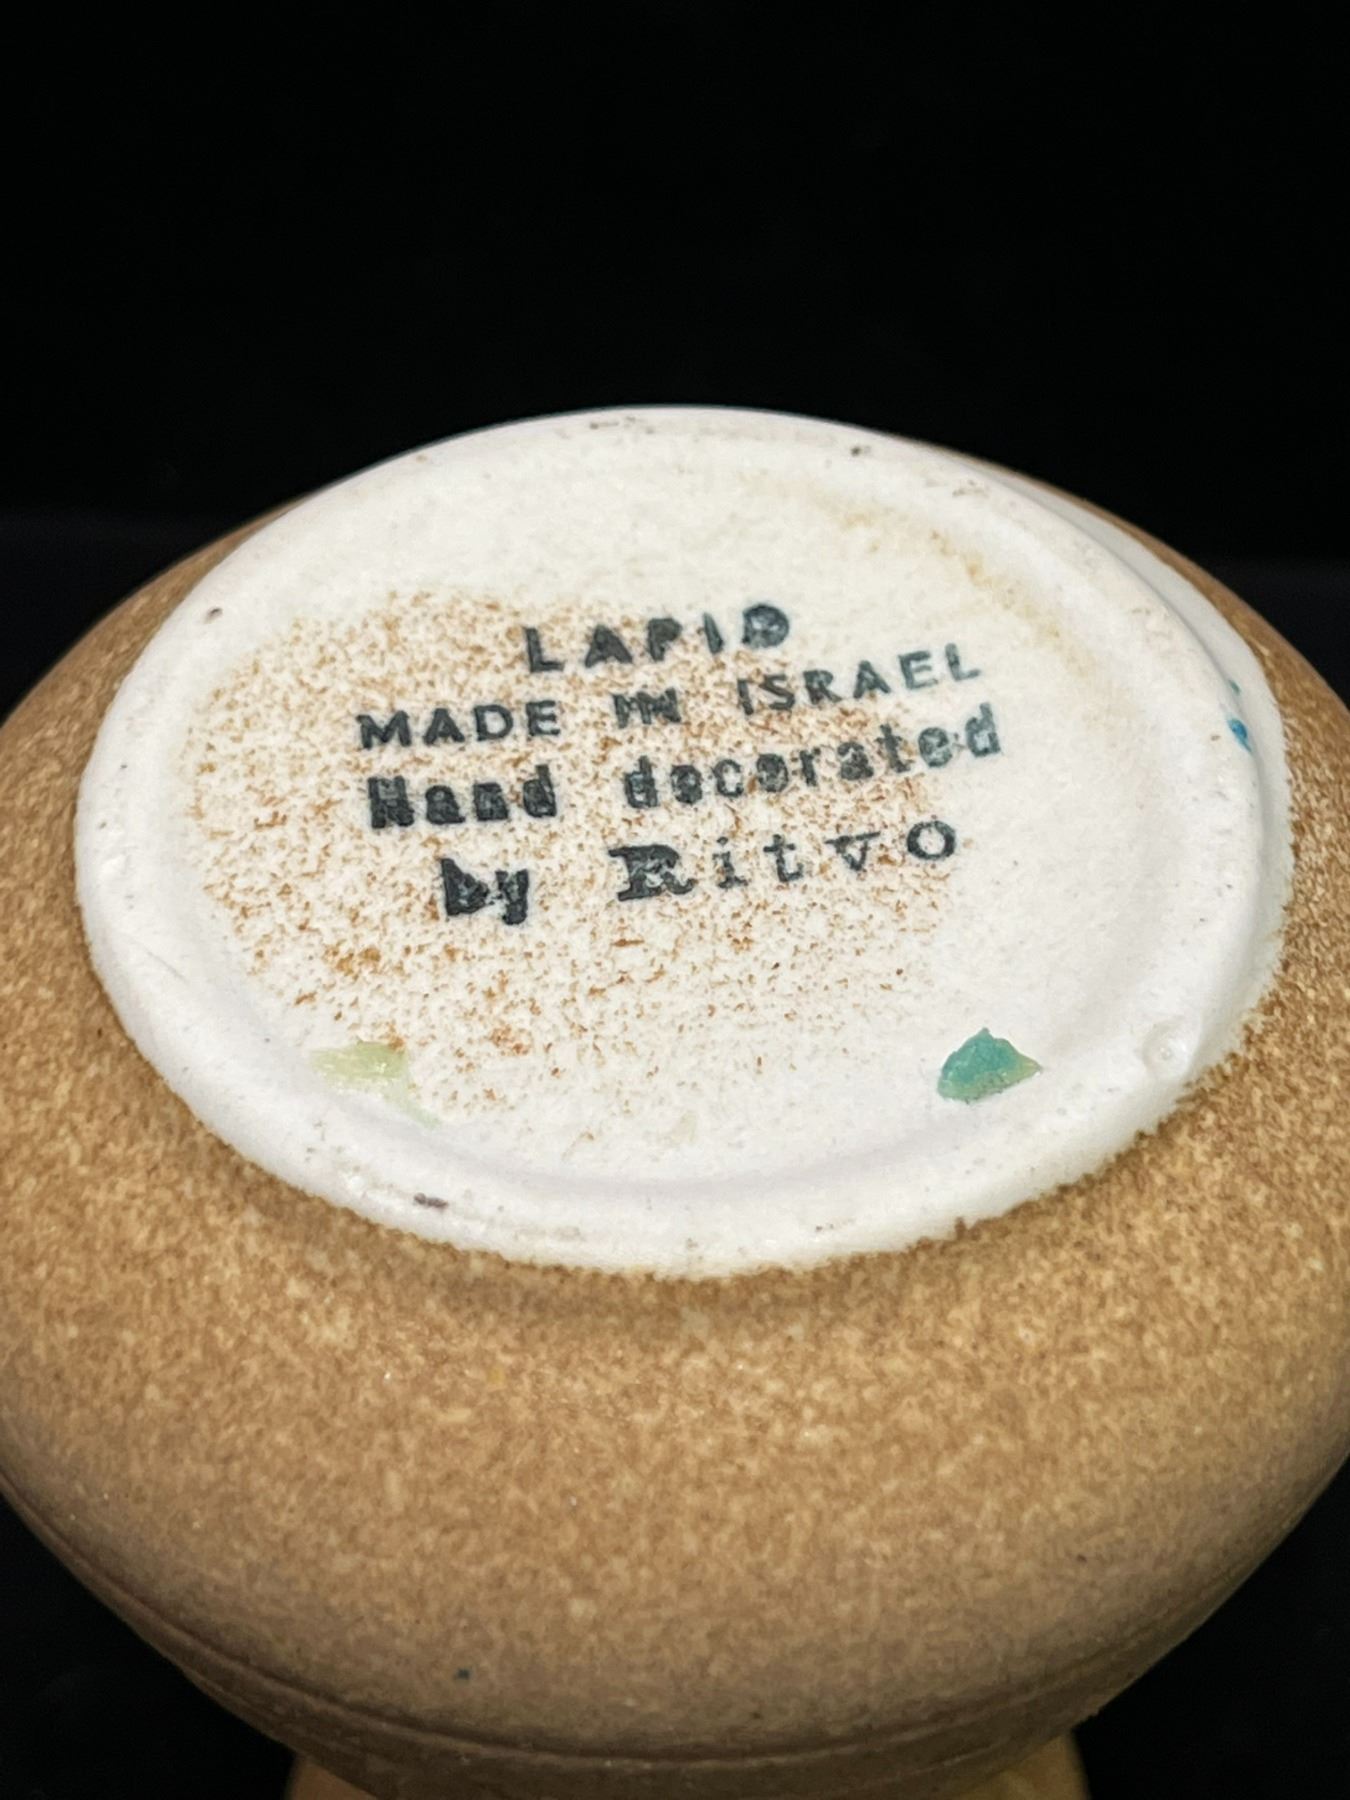 LAPID
MADE IN ISRAEL
Hand decorated
by Ritvo